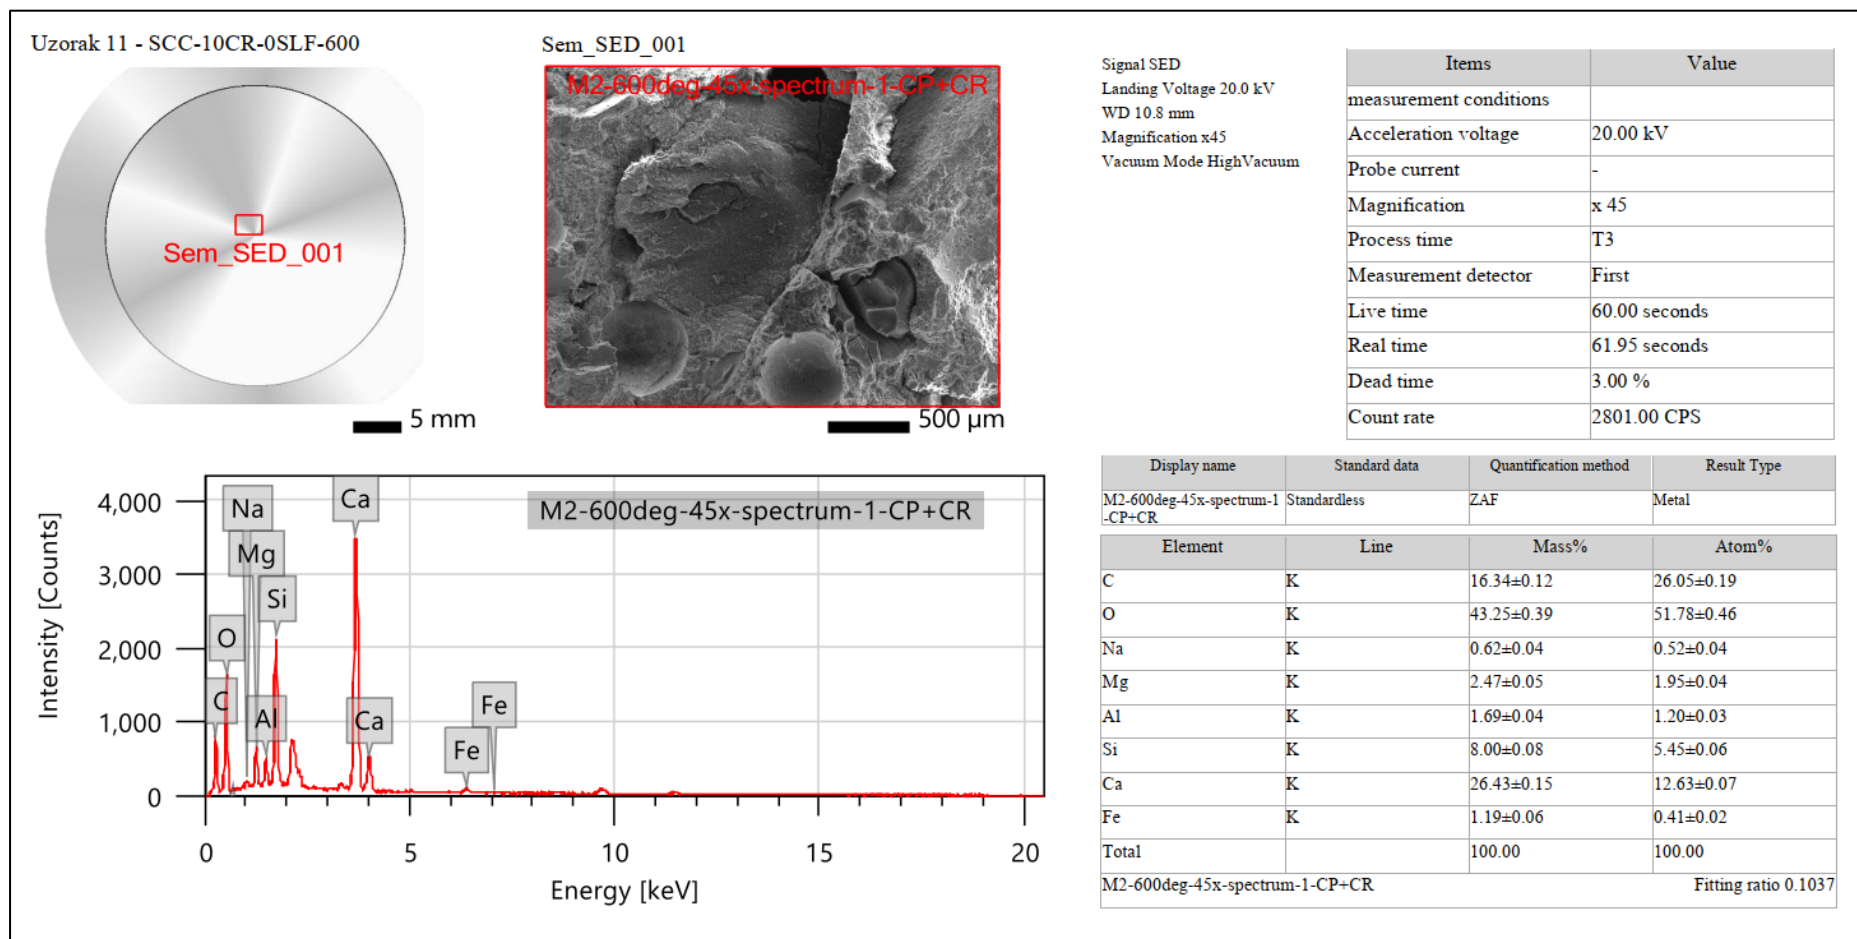 Uzorak 11 - SCC-10CR-0SLF-600
Sem_SED_001
5 mm
Sem_SED_001
M2-600deg-45x-spectrum-1-CP+CR
500 µm
Signal SED
Landing Voltage 20.0 kV
WD 10.8 mm
Magnification x45
Vacuum Mode HighVacuum
Items Value
measurement conditions
Acceleration voltage 20.00 kV
Probe current -
Magnification x 45
Process time T3
Measurement detector First
Live time 60.00 seconds
Real time 61.95 seconds
Dead time 3.00 %
Count rate 2801.00 CPS
Intensity [Counts]
4,000
3,000
2,000
1,000
0
M2-600deg-45x-spectrum-1-CP+CR
Na
Ca
Mg
Si
O
C
Al
Ca
Fe
Fe
0 5 10 15 20
Energy [keV]
Display name Standard data Quantification method Result Type
M2-600deg-45x-spectrum-1 Standardless ZAF Metal
-CP+CR
Element Line Mass% Atom%
C K 16.34±0.12 26.05±0.19
O K 43.25±0.39 51.78±0.46
Na K 0.62±0.04 0.52±0.04
Mg K 2.47±0.05 1.95±0.04
Al K 1.69±0.04 1.20±0.03
Si K 8.00±0.08 5.45±0.06
Ca K 26.43±0.15 12.63±0.07
Fe K 1.19±0.06 0.41±0.02
Total 100.00 100.00
M2-600deg-45x-spectrum-1-CP+CR Fitting ratio 0.1037